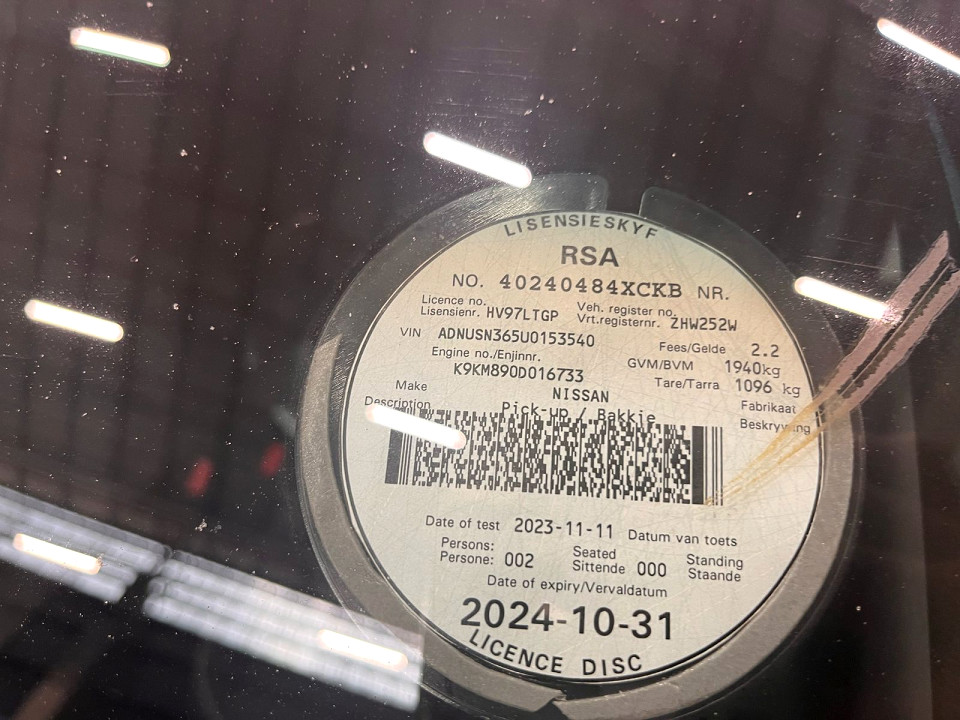 LISENSIESKYF
RSA
NO. 40240484XCKB NR.
Licence no. Veh. register no.
Lisensienr. HV97LTGP Vrt.registernr. ZHW252W
VIN ADNUSN365U0153540 Fees/Gelde 2.2
Engine no./Enjinnr. GVM/BVM 1940kg
K9KM890D016733 Tare/Tarra 1096 kg
Make NISSAN Fabrikaat
Description Pick-up / Bakkie Beskrywing
Date of test 2023-11-11 Datum van toets
Persons: Seated Standing
Persone: 002 Sittende 000 Staande
Date of expiry/Vervaldatum
2024-10-31
LICENCE DISC